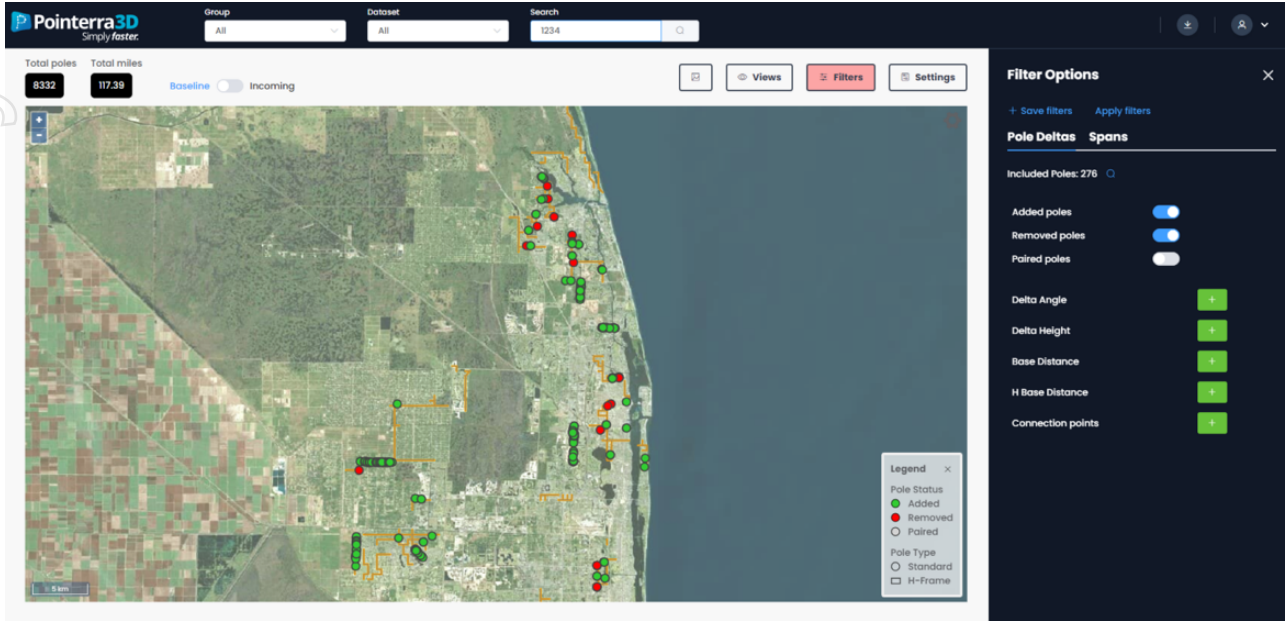 Pointerra3D
Simply faster.
Group
All
Dataset
All
Search
1234
Total poles
8332
Total miles
117.39
Baseline
Incoming
Views
Filters
Settings
+
-
5 km
Legend ×
Pole Status
Added
Removed
Paired
Pole Type
Standard
H-Frame
Filter Options
+ Save filters Apply filters
Pole Deltas Spans
Included Poles: 276
Added poles
Removed poles
Paired poles
Delta Angle +
Delta Height +
Base Distance +
H Base Distance +
Connection points +